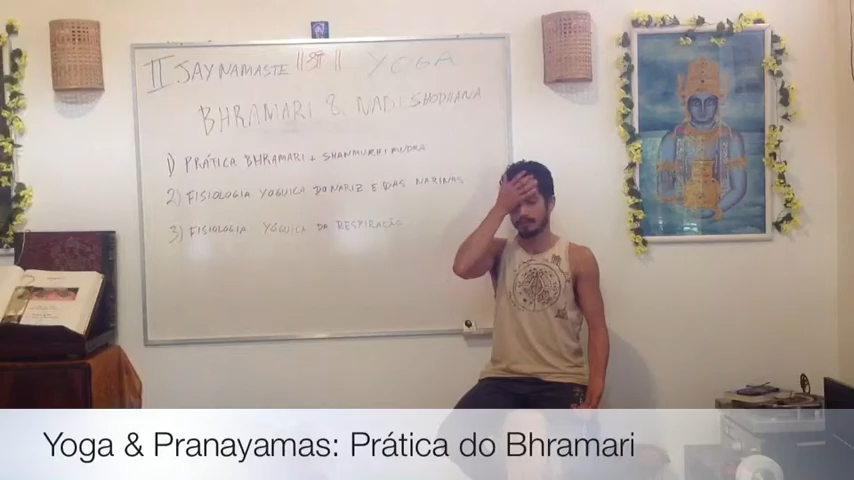 II JAY NAMASTE || श्री || YOGA
BHRAMARI & NADI SHODHANA
1) PRÁTICA BHRAMARI + SHANMUKHI MUDRA
2) FISIOLOGIA YOGUICA DO NARIZ E DAS NARINAS
3) FISIOLOGIA YOGUICA DA RESPIRAÇÃO
Yoga & Pranayamas: Prática do Bhramari